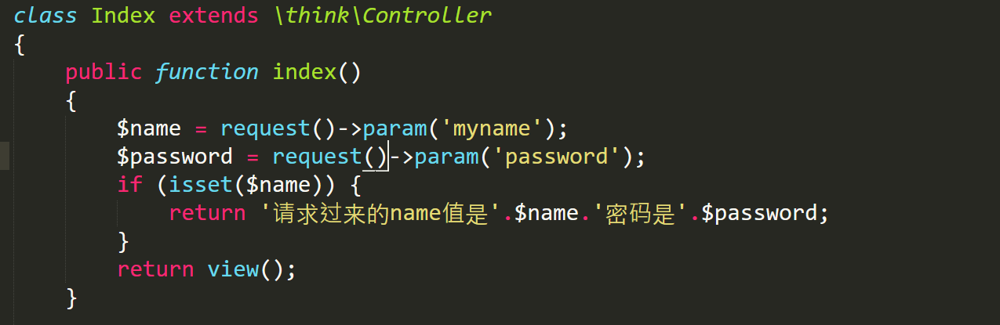 class Index extends \think\Controller
{
    public function index()
    {
        $name = request()->param('myname');
        $password = request()->param('password');
        if (isset($name)) {
            return '请求过来的name值是'.$name.'密码是'.$password;
        }
        return view();
    }